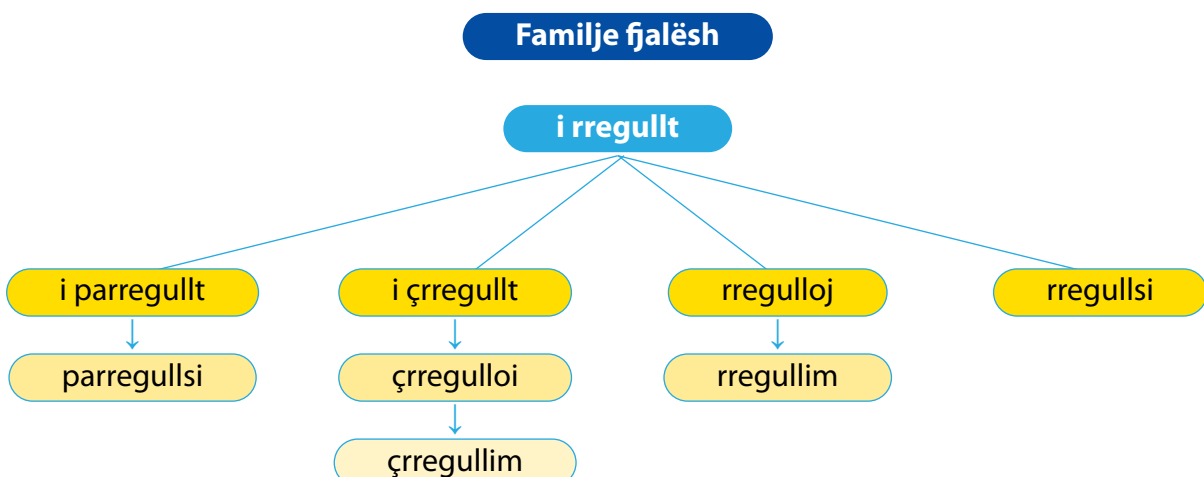 Familje fjalësh
i rregullt
i parregullt i çrregullt rregulloj rregullsi
parregullsi çrregulloi rregullim
çrregullim